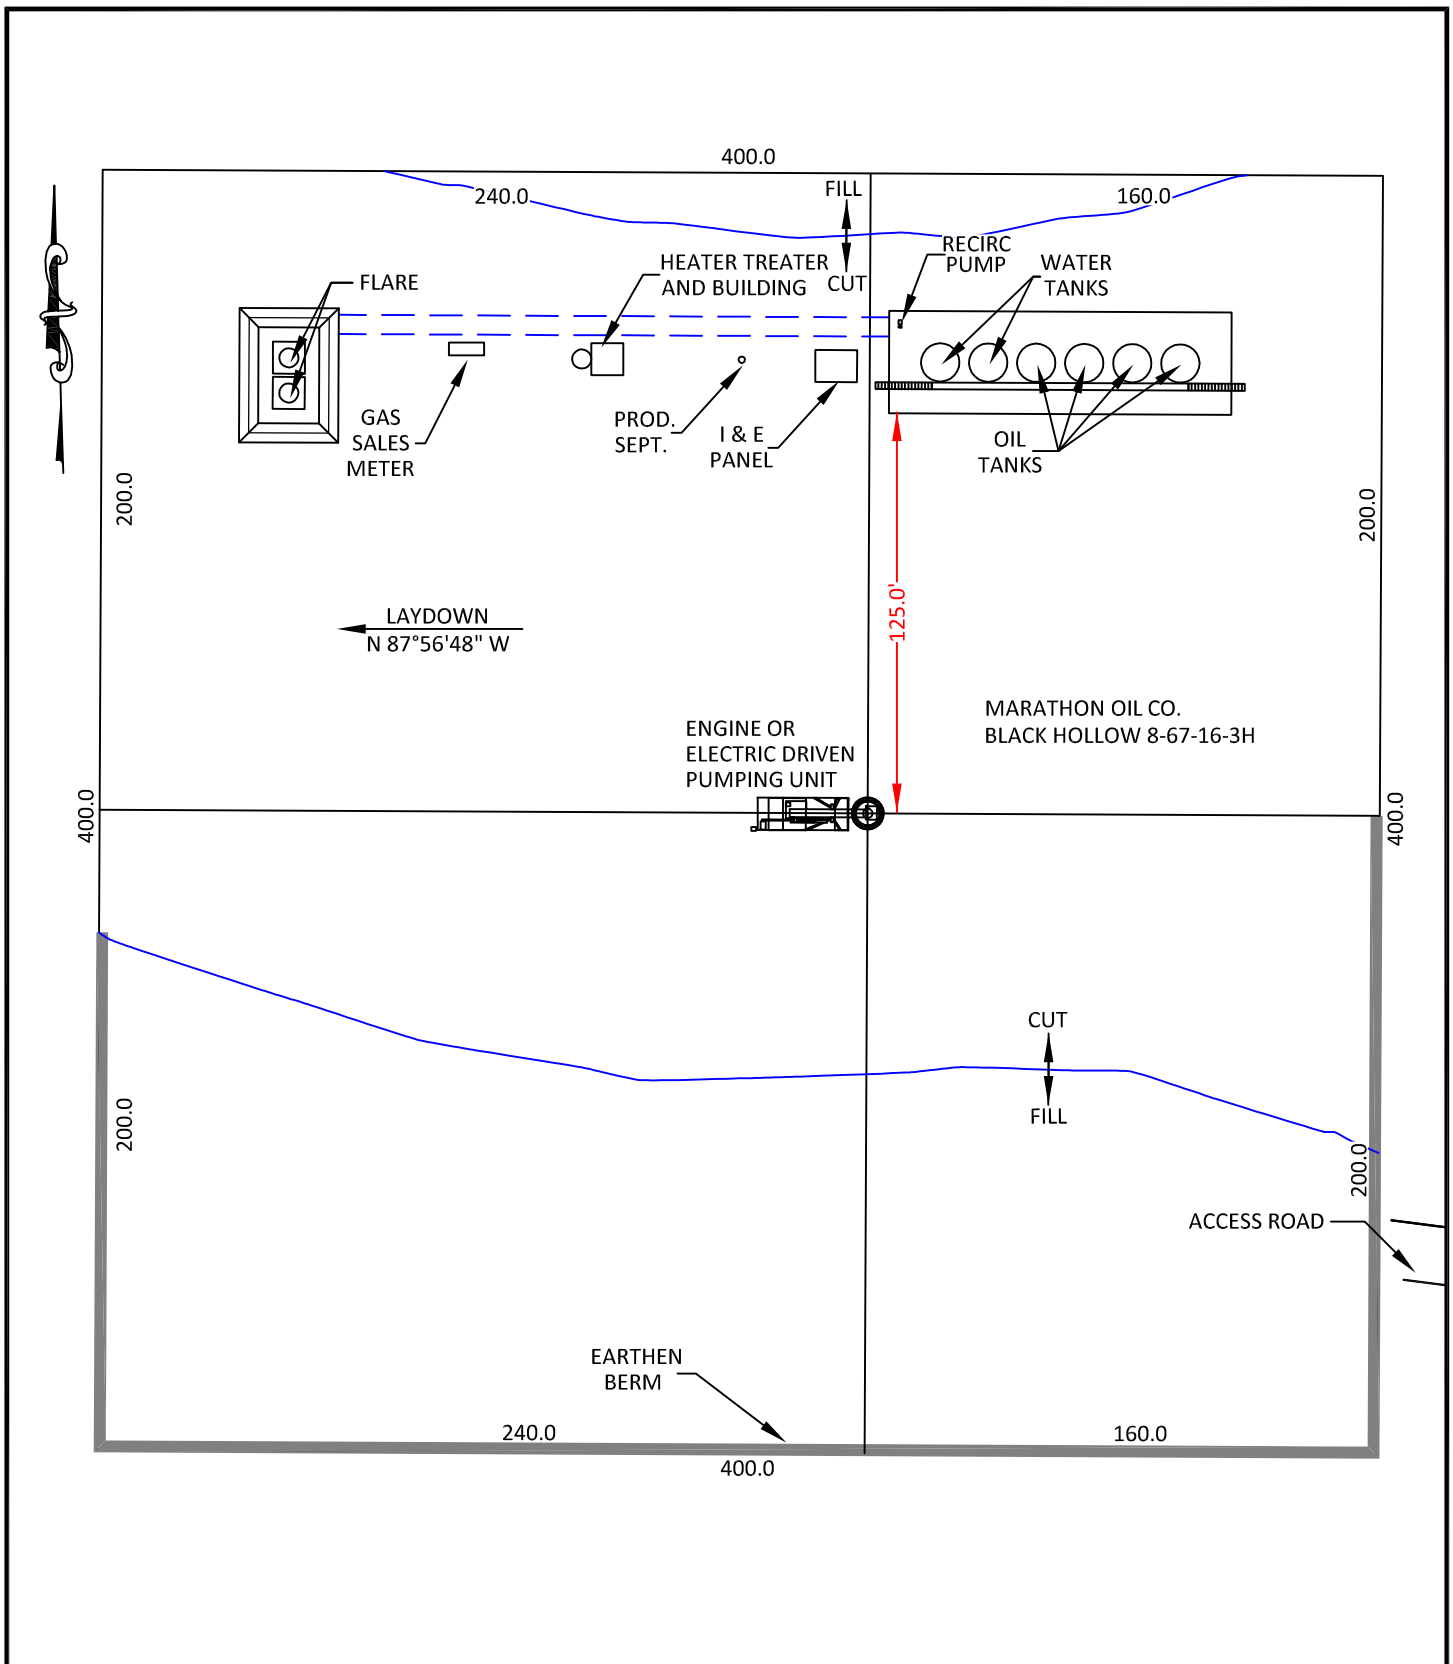 400.0
240.0
FILL
160.0
CUT
FLARE
HEATER TREATER
AND BUILDING
RECIRC
PUMP
WATER
TANKS
GAS
SALES
METER
PROD.
SEPT.
I & E
PANEL
OIL
TANKS
200.0
200.0
125.0'
LAYDOWN
N 87°56'48" W
MARATHON OIL CO.
BLACK HOLLOW 8-67-16-3H
ENGINE OR
ELECTRIC DRIVEN
PUMPING UNIT
400.0
400.0
CUT
FILL
200.0
200.0
ACCESS ROAD
EARTHEN
BERM
240.0
160.0
400.0